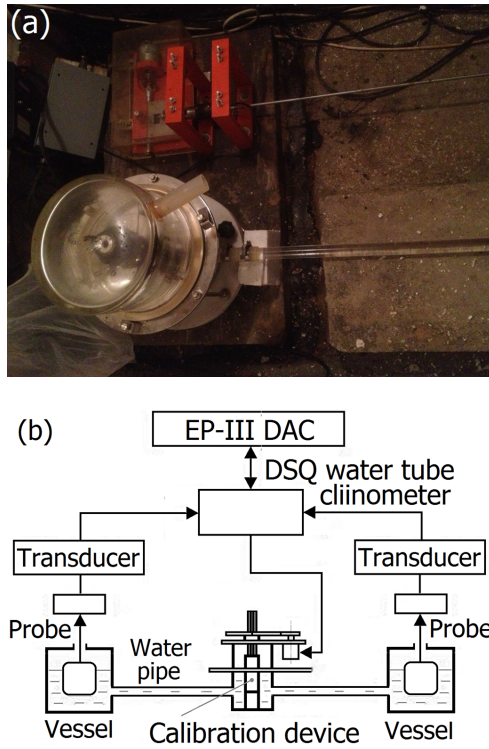 (a)
(b)
EP-III DAC
DSQ water tube
cliinometer
Transducer
Transducer
Probe
Probe
Water
pipe
Vessel
Calibration device
Vessel